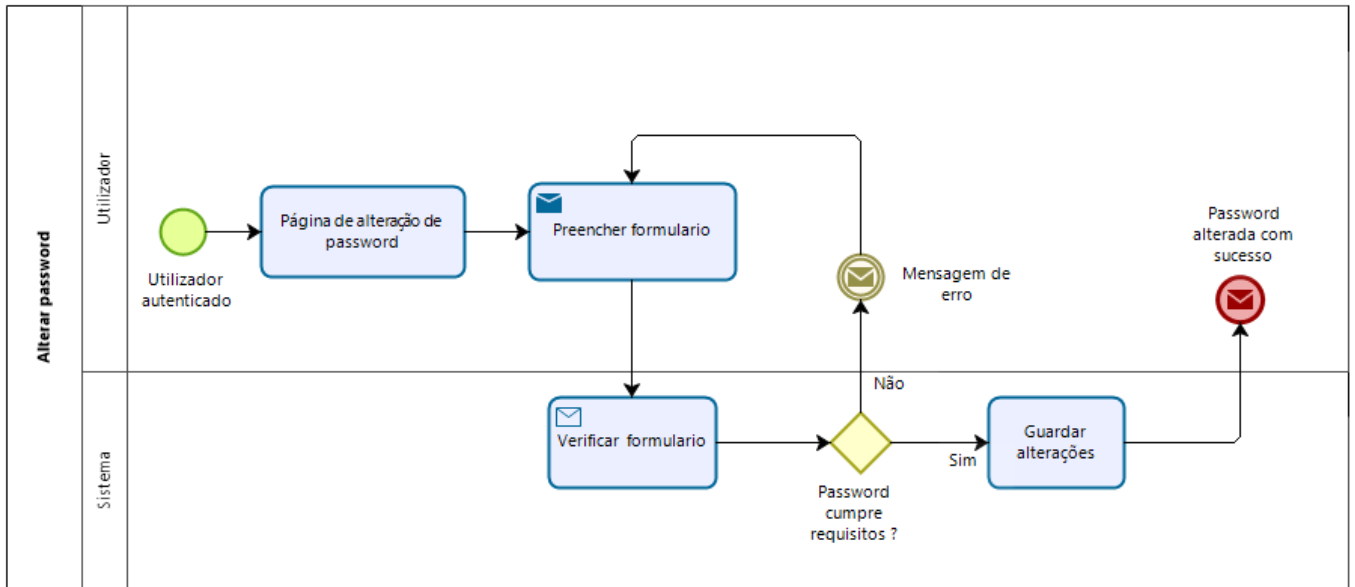 Alterar password
Utilizador
Utilizador
autenticado
Página de alteração de
password
Preencher formulario
Mensagem de
erro
Password
alterada com
sucesso
Sistema
Verificar formulario
Não
Sim
Password
cumpre
requisitos ?
Guardar
alterações